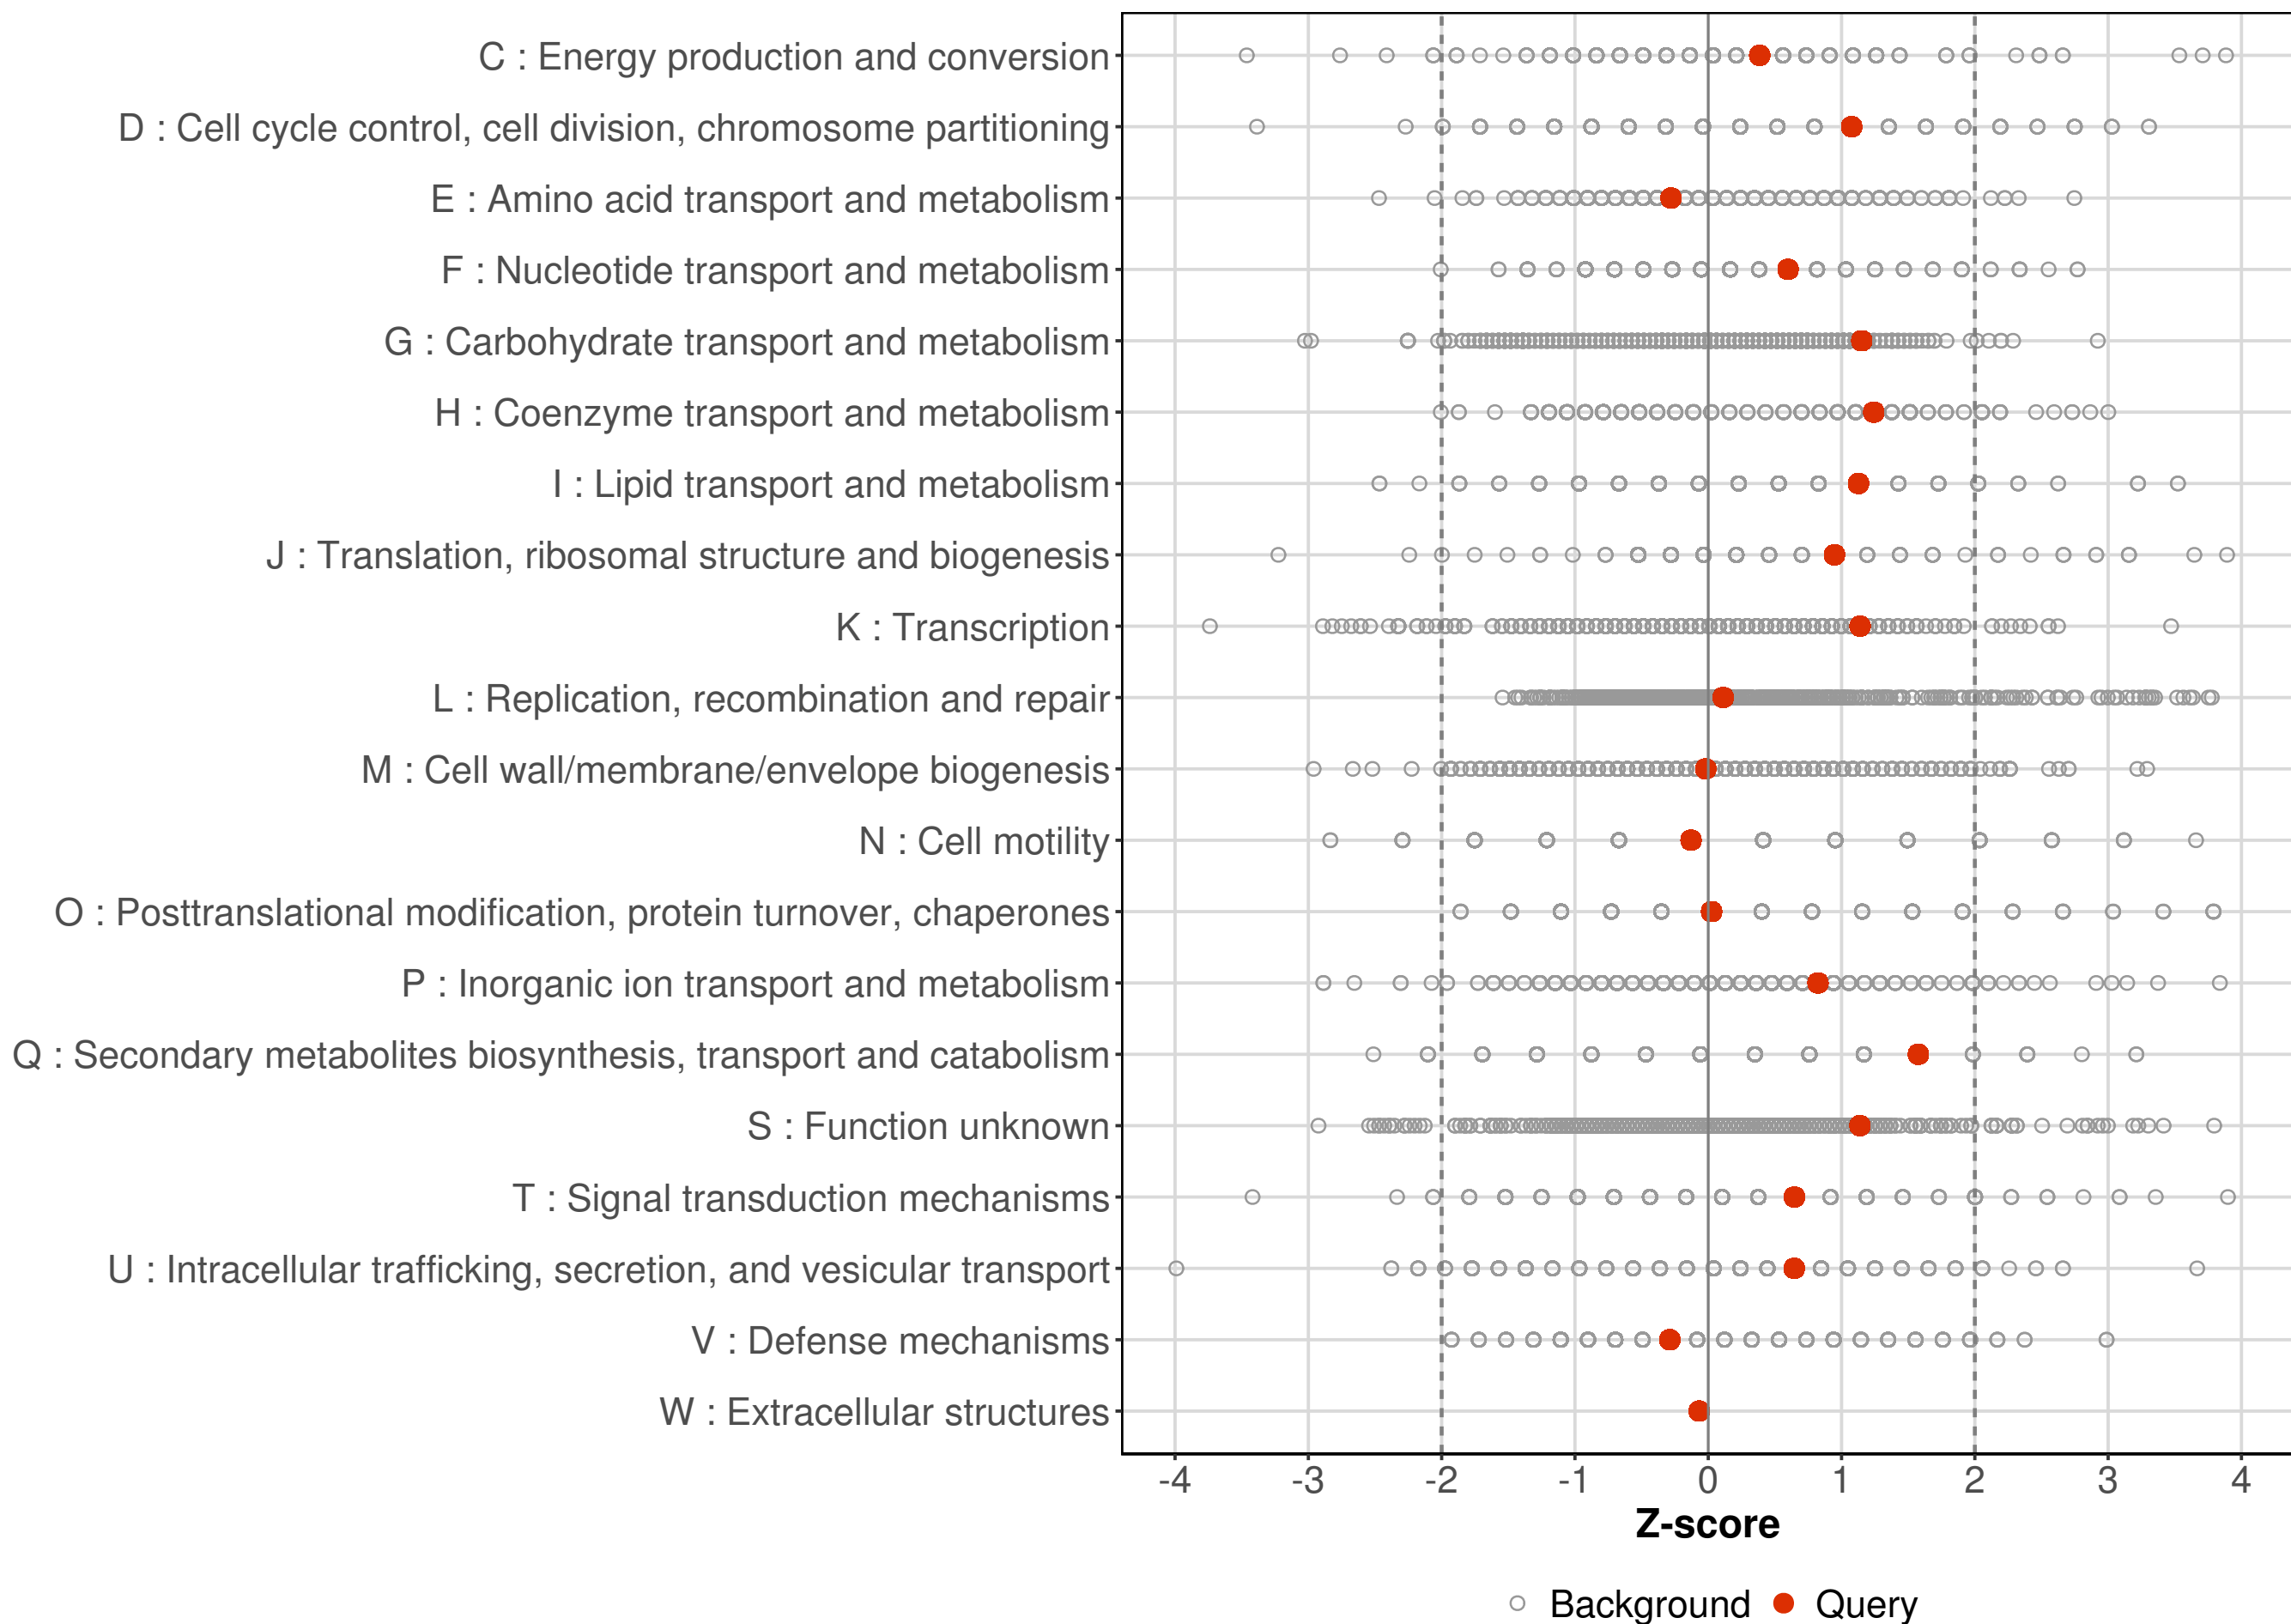 C : Energy production and conversion
D : Cell cycle control, cell division, chromosome partitioning
E : Amino acid transport and metabolism
F : Nucleotide transport and metabolism
G : Carbohydrate transport and metabolism
H : Coenzyme transport and metabolism
I : Lipid transport and metabolism
J : Translation, ribosomal structure and biogenesis
K : Transcription
L : Replication, recombination and repair
M : Cell wall/membrane/envelope biogenesis
N : Cell motility
O : Posttranslational modification, protein turnover, chaperones
P : Inorganic ion transport and metabolism
Q : Secondary metabolites biosynthesis, transport and catabolism
S : Function unknown
T : Signal transduction mechanisms
U : Intracellular trafficking, secretion, and vesicular transport
V : Defense mechanisms
W : Extracellular structures
-4 -3 -2 -1 0 1 2 3 4
Z-score
Background Query